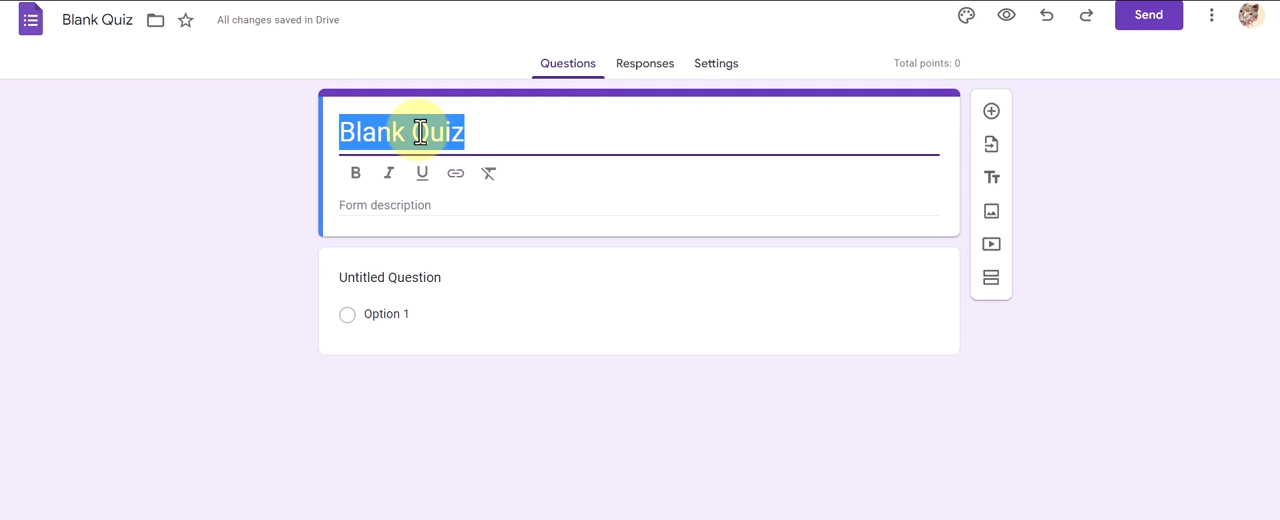 Blank Quiz
All changes saved in Drive
Send
Questions
Responses
Settings
Total points: 0
Blank Quiz
B I U
Form description
Tt
Untitled Question
Option 1